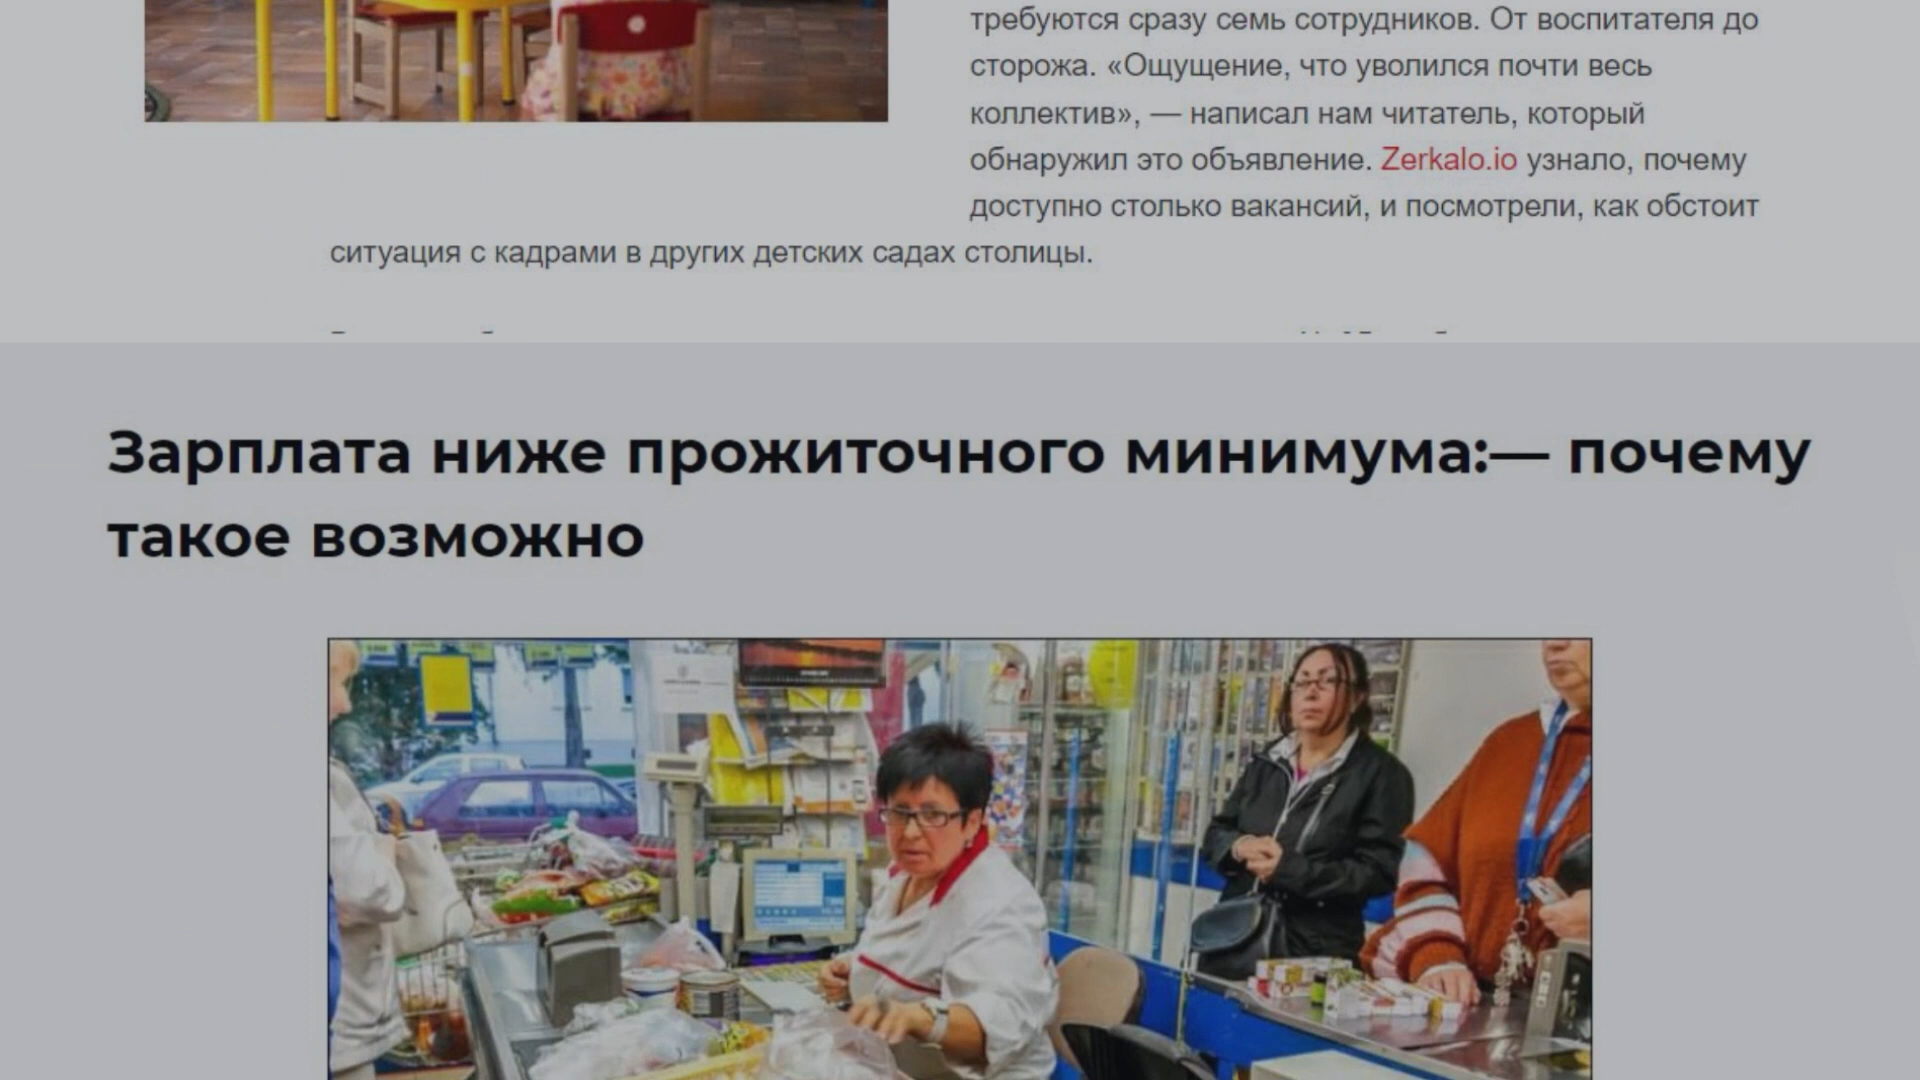 требуются сразу семь сотрудников. От воспитателя до
сторожа. «Ощущение, что уволился почти весь
коллектив», — написал нам читатель, который
обнаружил это объявление. Zerkalo.io узнало, почему
доступно столько вакансий, и посмотрели, как обстоит
ситуация с кадрами в других детских садах столицы.
Зарплата ниже прожиточного минимума:— почему
такое возможно